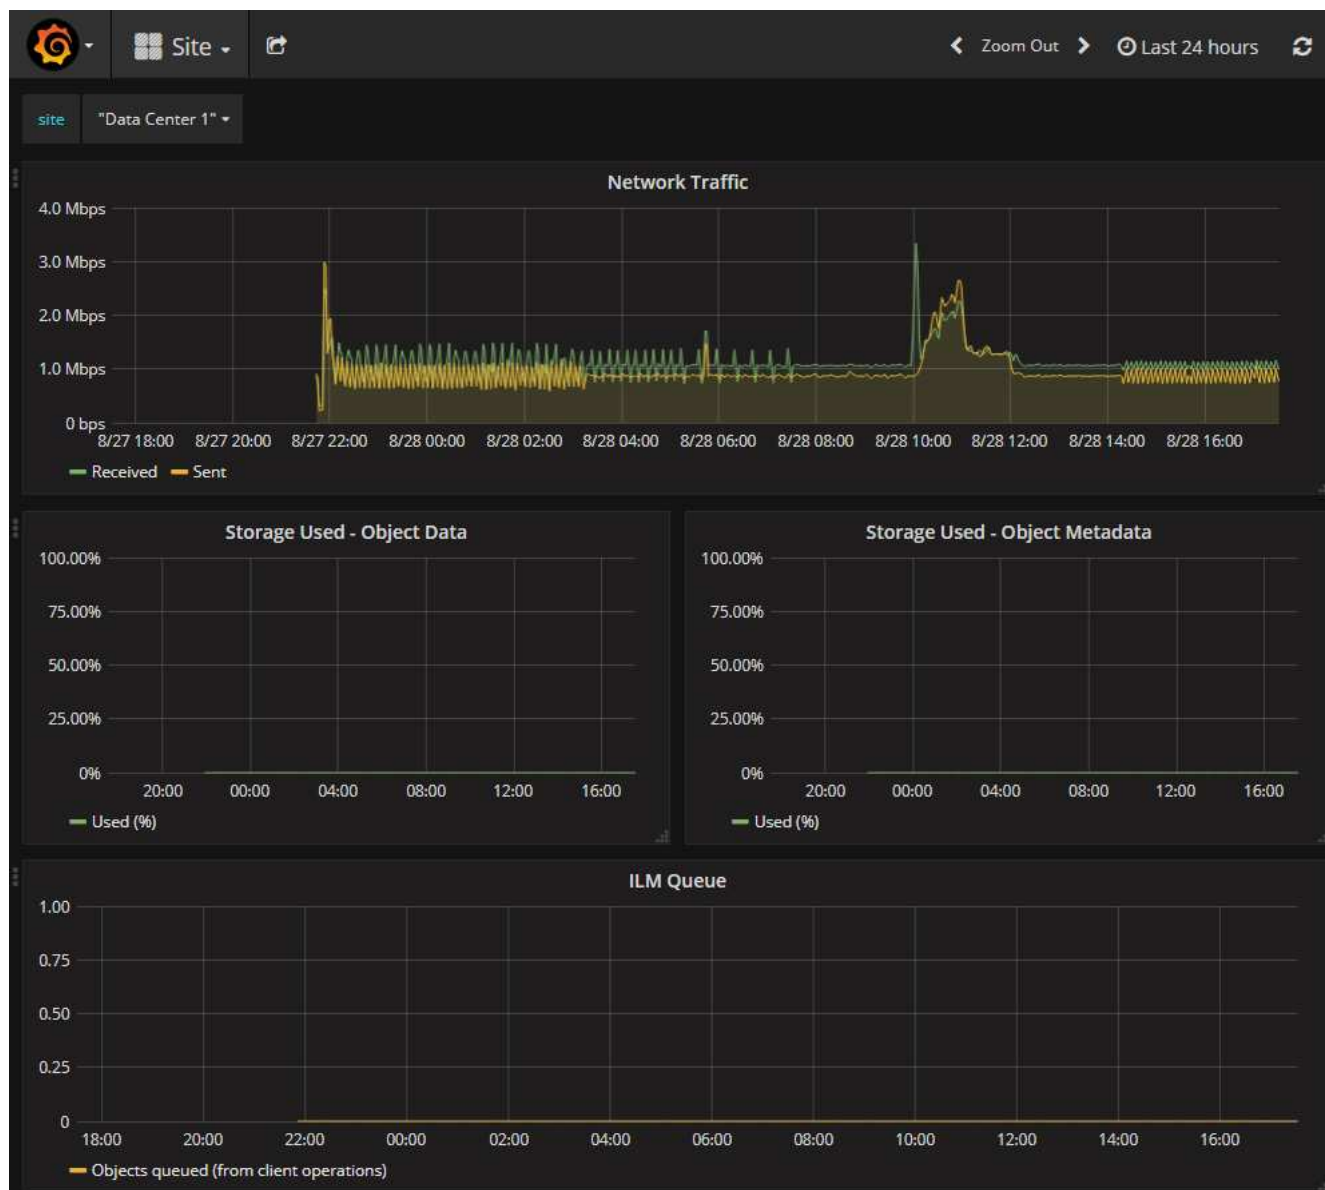 Site
Zoom Out
Last 24 hours
site
"Data Center 1"
Network Traffic
4.0 Mbps
3.0 Mbps
2.0 Mbps
1.0 Mbps
0 bps
8/27 18:00 8/27 20:00 8/27 22:00 8/28 00:00 8/28 02:00 8/28 04:00 8/28 06:00 8/28 08:00 8/28 10:00 8/28 12:00 8/28 14:00 8/28 16:00
Received Sent
Storage Used - Object Data
100.00%
75.00%
50.00%
25.00%
0%
20:00 00:00 04:00 08:00 12:00 16:00
Used (%)
Storage Used - Object Metadata
100.00%
75.00%
50.00%
25.00%
0%
20:00 00:00 04:00 08:00 12:00 16:00
Used (%)
ILM Queue
1.00
0.75
0.50
0.25
0
18:00 20:00 22:00 00:00 02:00 04:00 06:00 08:00 10:00 12:00 14:00 16:00
Objects queued (from client operations)